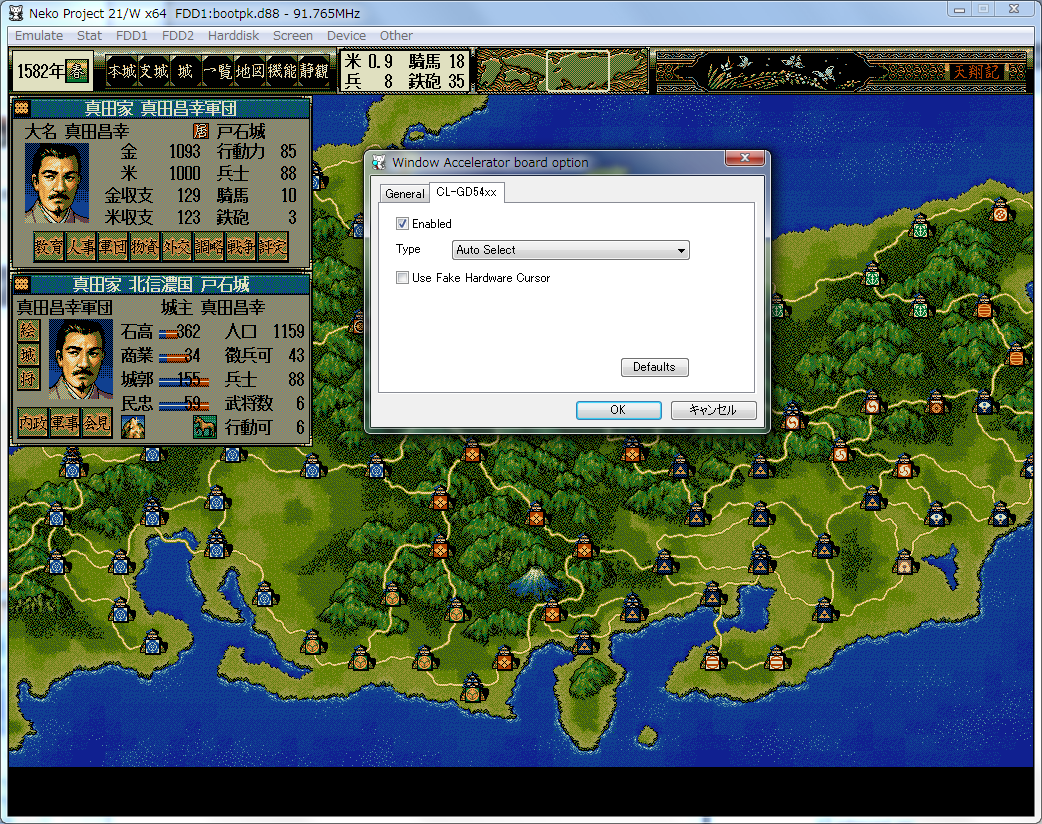 Neko Project 21/W x64  FDD1:bootpk.d88 - 91.765MHz
Emulate Stat FDD1 FDD2 Harddisk Screen Device Other
1582年 春 本城 支城 城 一覧 地図 機能 静観 米 0.9 騎馬 18 天翔記
兵 8 鉄砲 35
真田家 真田昌幸軍団
大名 真田昌幸 居 戸石城
金 1093 行動力 85
米 1000 兵士 88
金収支 129 騎馬 10
米収支 123 鉄砲 3
教育 人事 軍団 物資 外交 調略 戦争 評定
真田家 北信濃国 戸石城
真田昌幸軍団 城主 真田昌幸
絵 石高 362 人口 1159
城 商業 34 徴兵可 43
将 城郭 155 兵士 88
民忠 59 武将数 6
内政 軍事 会見 行動可 6
Window Accelerator board option
General CL-GD54xx
Enabled
Type Auto Select
Use Fake Hardware Cursor
Defaults
OK キャンセル